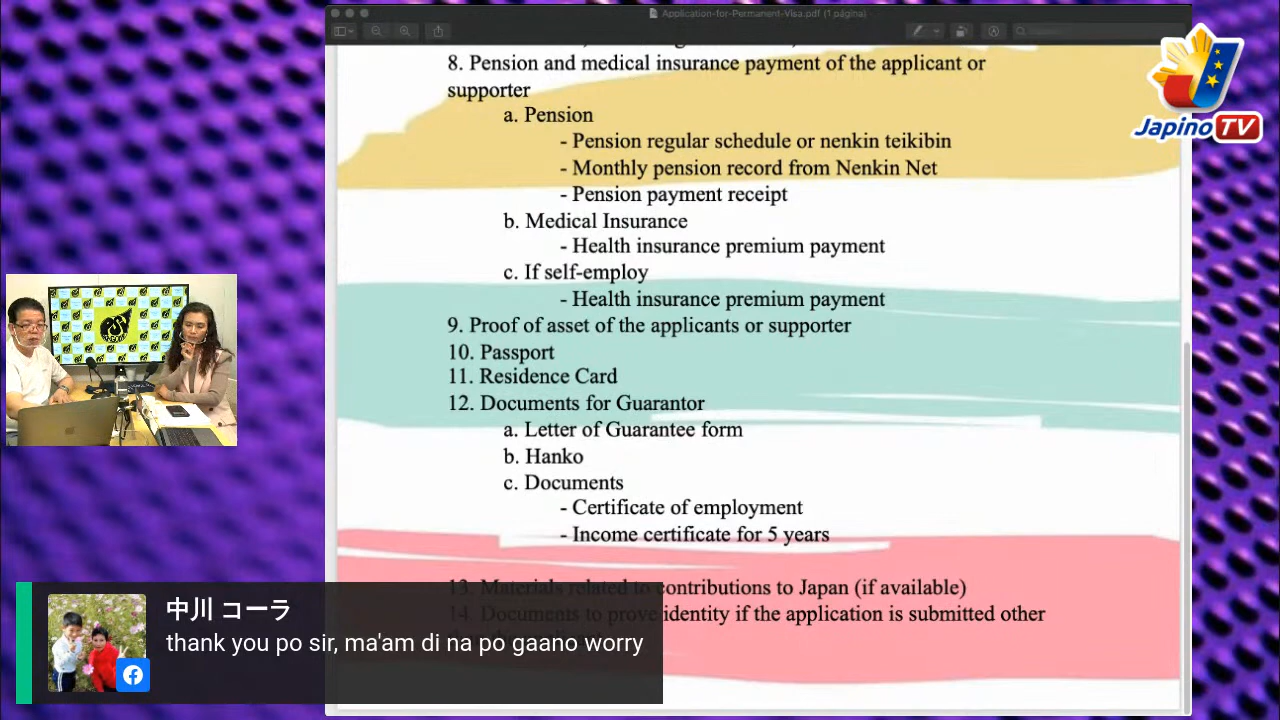 Application-for-Permanent-Visa.pdf (1 página)
8. Pension and medical insurance payment of the applicant or
supporter
a. Pension
- Pension regular schedule or nenkin teikibin
- Monthly pension record from Nenkin Net
- Pension payment receipt
b. Medical Insurance
- Health insurance premium payment
c. If self-employ
- Health insurance premium payment
9. Proof of asset of the applicants or supporter
10. Passport
11. Residence Card
12. Documents for Guarantor
a. Letter of Guarantee form
b. Hanko
c. Documents
- Certificate of employment
- Income certificate for 5 years
13. Materials related to contributions to Japan (if available)
14. Documents to prove identity if the application is submitted other
Japino TV
中川 コーラ
thank you po sir, ma'am di na po gaano worry